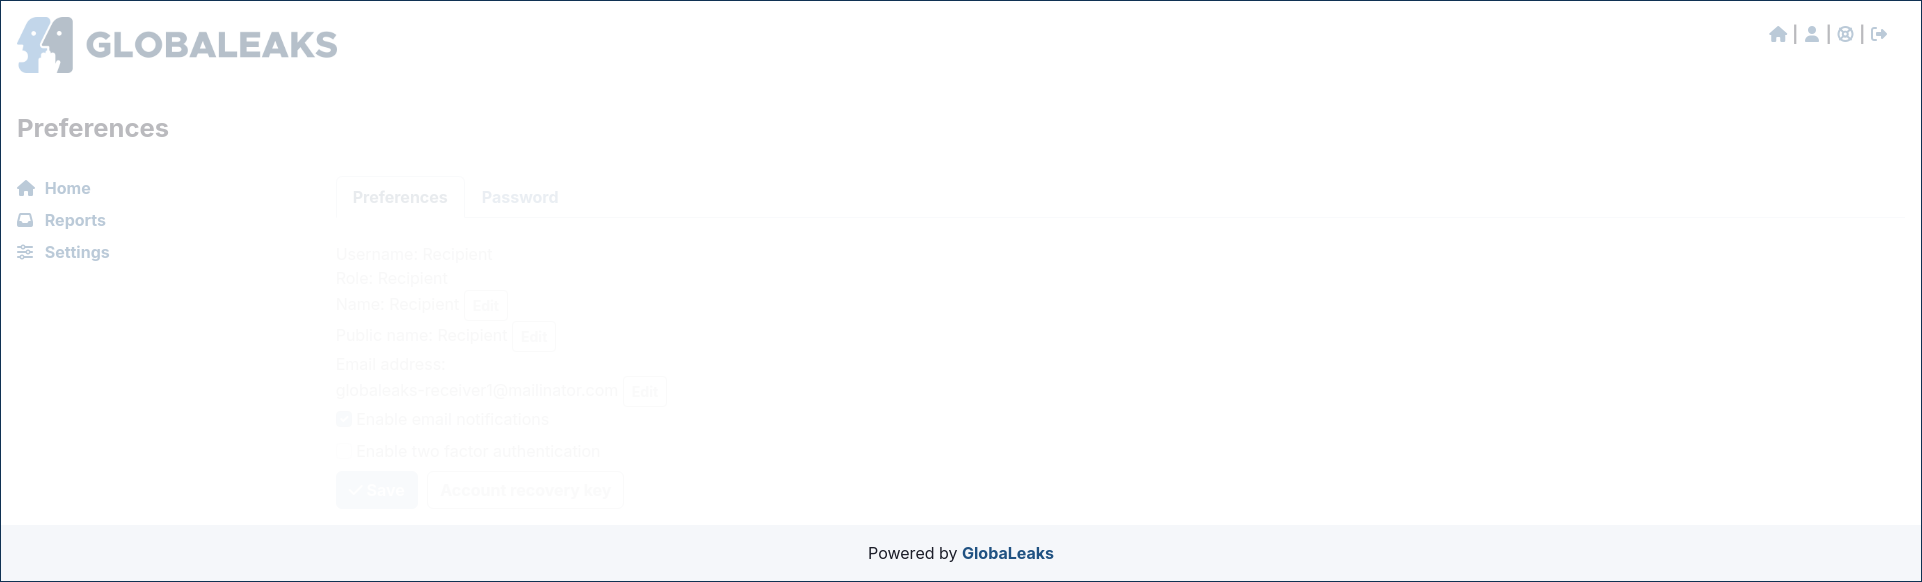 GLOBALEAKS
Preferences
Home
Reports
Settings
Preferences Password
Username: Recipient
Role: Recipient
Name: Recipient Edit
Public name: Recipient Edit
Email address:
globaleaks-receiver1@mailinator.com Edit
Enable email notifications
Enable two factor authentication
Save Account recovery key
Powered by GlobaLeaks